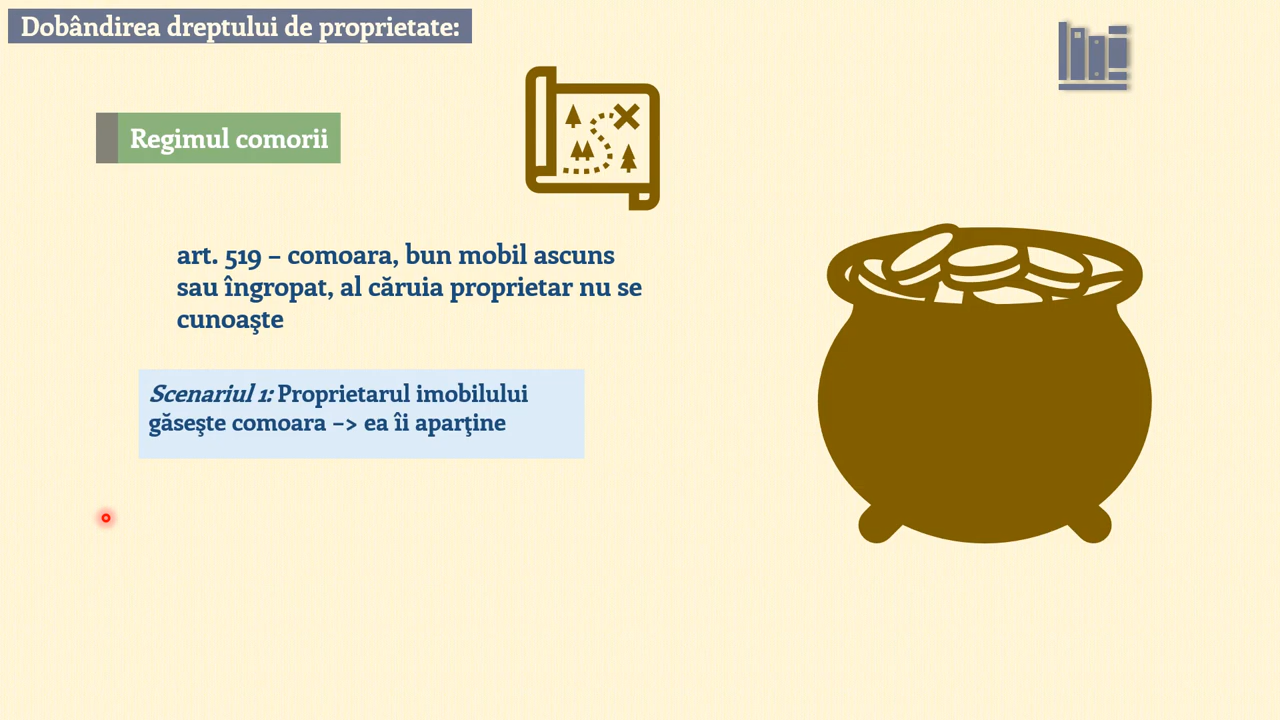 Dobândirea dreptului de proprietate:
Regimul comorii
art. 519 – comoara, bun mobil ascuns
sau îngropat, al căruia proprietar nu se
cunoaşte
Scenariul 1: Proprietarul imobilului
găseşte comoara –> ea îi aparţine